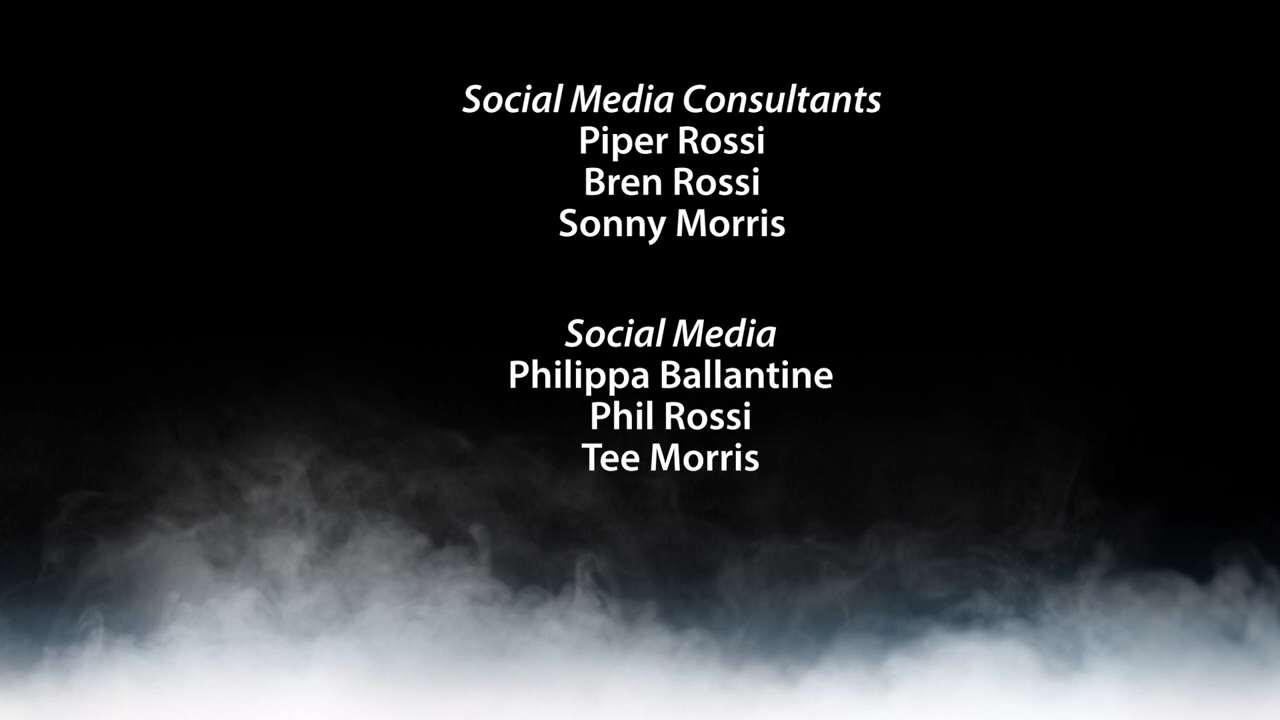 Social Media Consultants
Piper Rossi
Bren Rossi
Sonny Morris
Social Media
Philippa Ballantine
Phil Rossi
Tee Morris